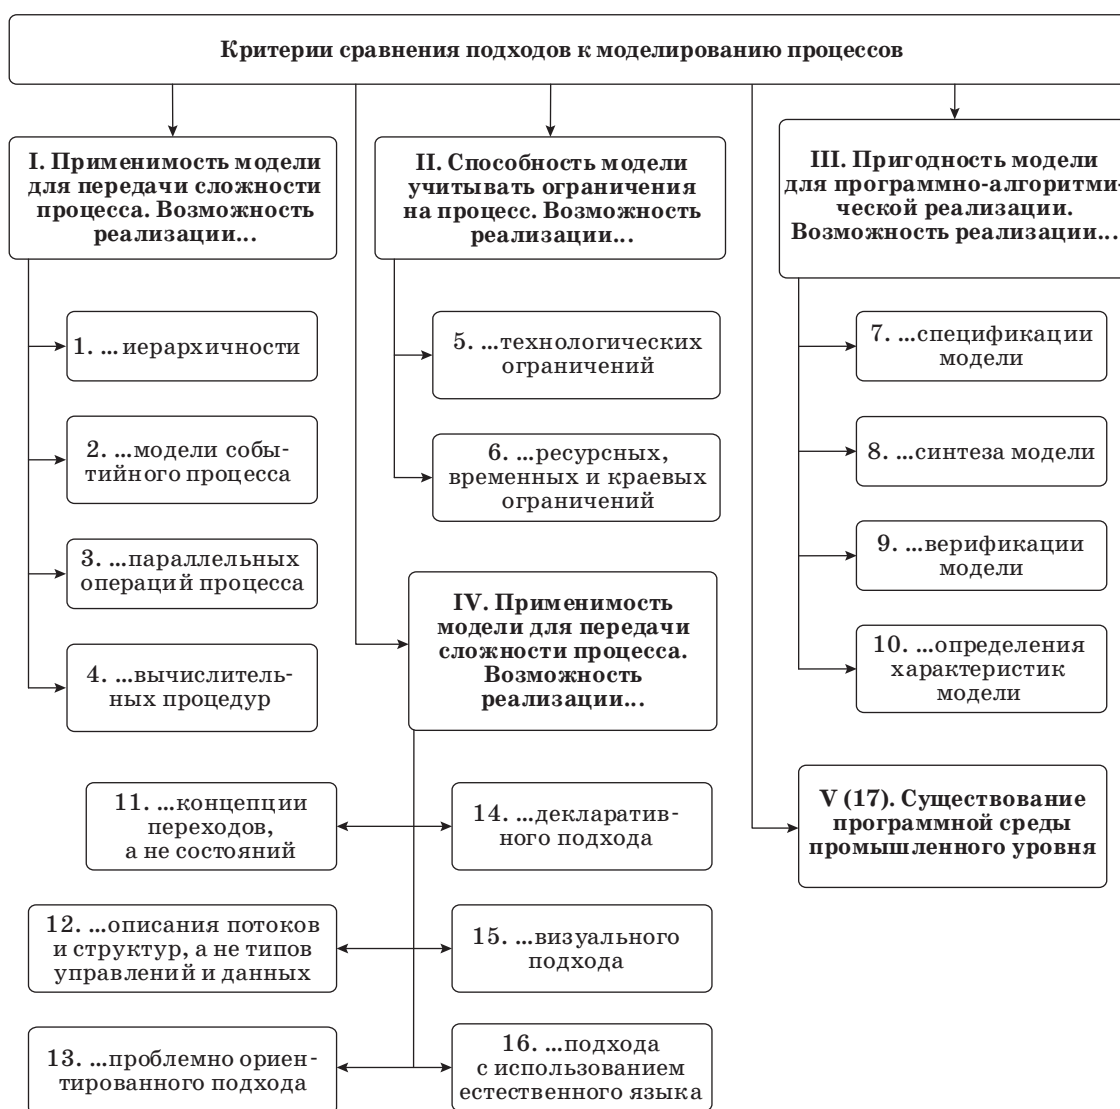 Критерии сравнения подходов к моделированию процессов
I. Применимость модели
для передачи сложности
процесса. Возможность
реализации...
1. ...иерархичности
2. ...модели собы-
тийного процесса
3. ...параллельных
операций процесса
4. ...вычислитель-
ных процедур
II. Способность модели
учитывать ограничения
на процесс. Возможность
реализации...
5. ...технологических
ограничений
6. ...ресурсных,
временных и краевых
ограничений
III. Пригодность модели
для программно-алгоритми-
ческой реализации.
Возможность реализации...
7. ...спецификации
модели
8. ...синтеза модели
9. ...верификации
модели
10. ...определения
характеристик
модели
IV. Применимость
модели для передачи
сложности процесса.
Возможность
реализации...
11. ...концепции
переходов,
а не состояний
12. ...описания потоков
и структур, а не типов
управлений и данных
13. ...проблемно ориен-
тированного подхода
14. ...декларатив-
ного подхода
15. ...визуального
подхода
16. ...подхода
с использованием
естественного языка
V (17). Существование
программной среды
промышленного уровня